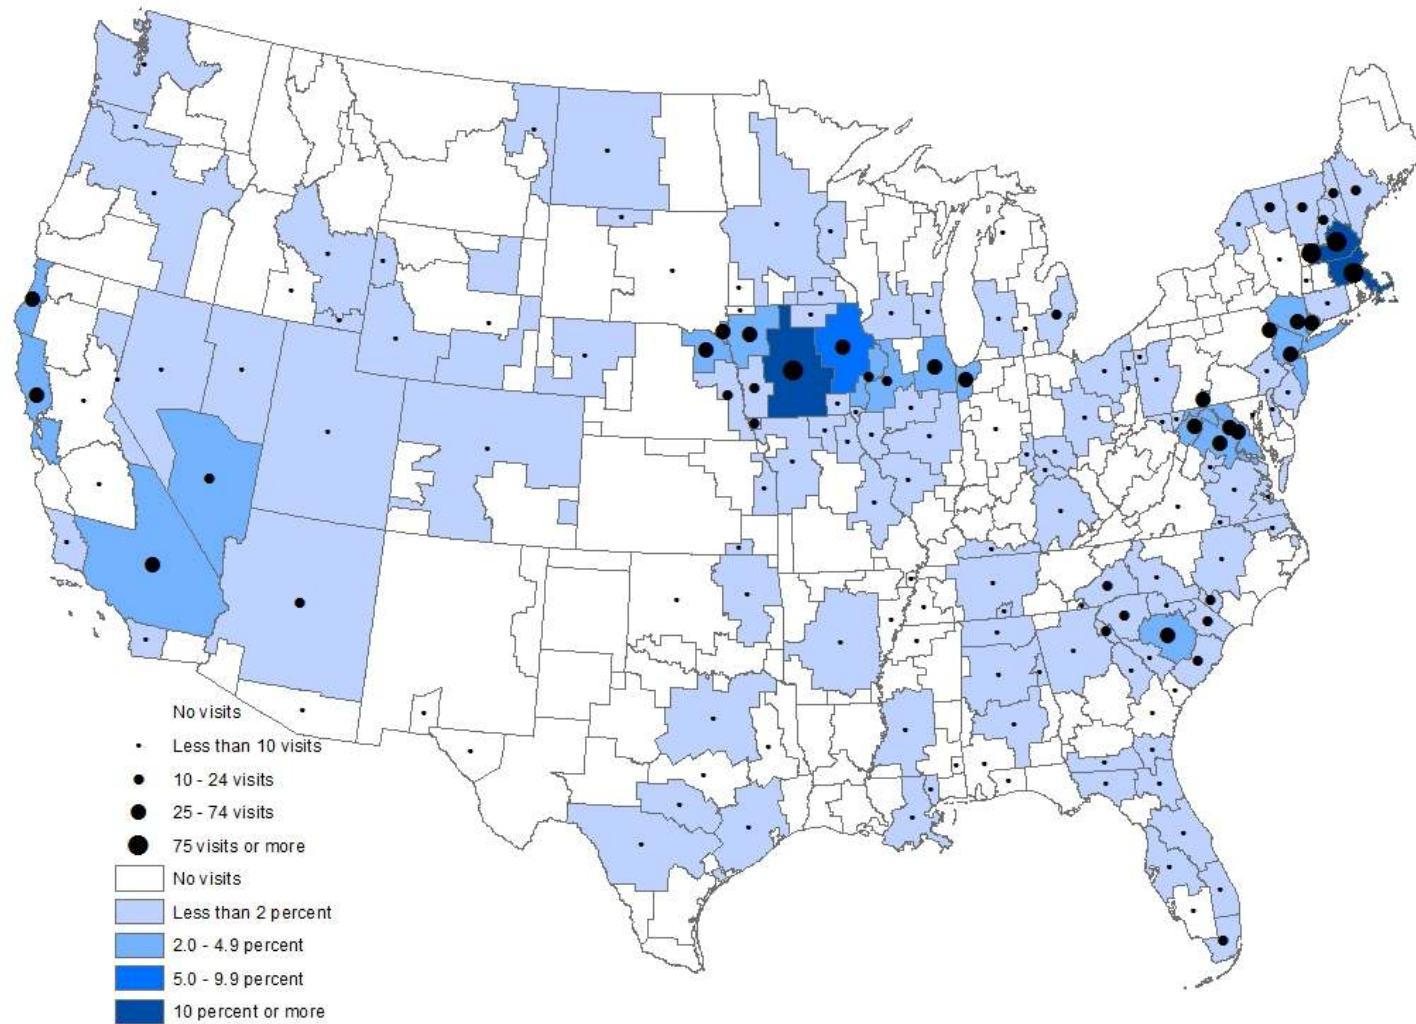 No visits
Less than 10 visits
10 - 24 visits
25 - 74 visits
75 visits or more
No visits
Less than 2 percent
2.0 - 4.9 percent
5.0 - 9.9 percent
10 percent or more